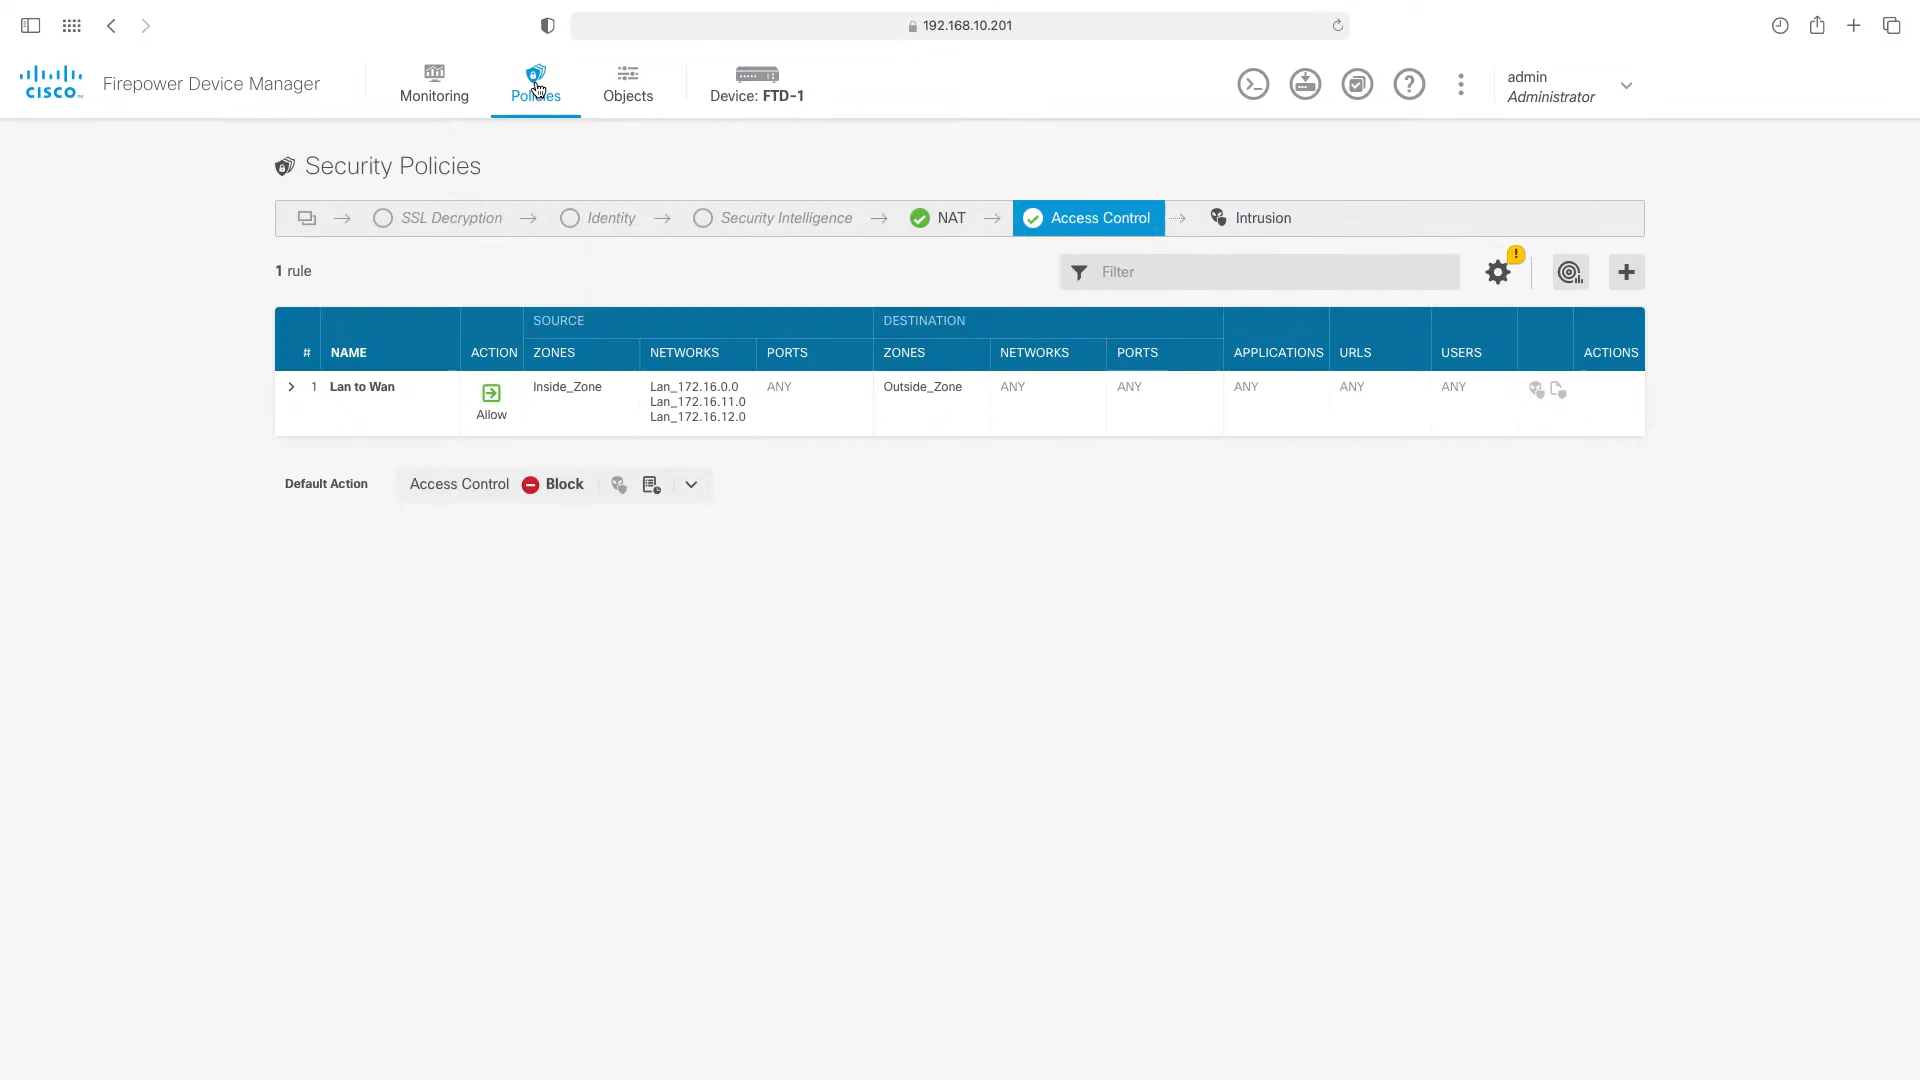 192.168.10.201
CISCO
Firepower Device Manager
Monitoring
Policies
Objects
Device: FTD-1
admin
Administrator
Security Policies
SSL Decryption
Identity
Security Intelligence
NAT
Access Control
Intrusion
1 rule
Filter
!
SOURCE
DESTINATION
# NAME ACTION ZONES NETWORKS PORTS ZONES NETWORKS PORTS APPLICATIONS URLS USERS ACTIONS
1 Lan to Wan Allow Inside_Zone Lan_172.16.0.0 ANY Outside_Zone ANY ANY ANY ANY ANY
Lan_172.16.11.0
Lan_172.16.12.0
Default Action Access Control Block